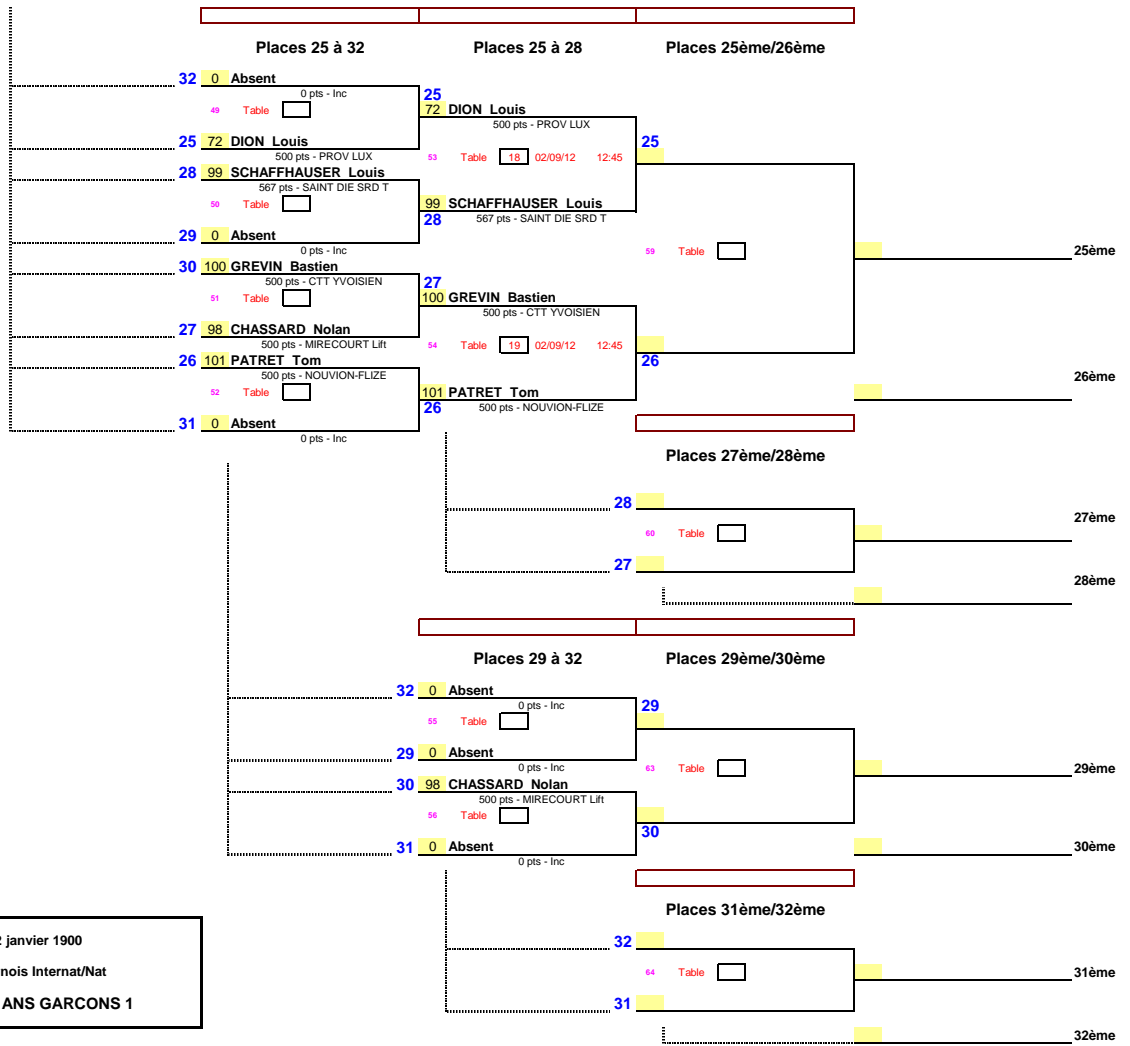 Places 25 à 32 Places 25 à 28 Places 25ème/26ème
32 0 Absent
0 pts - Inc
49 Table
25 72 DION Louis
500 pts - PROV LUX
28 99 SCHAFFHAUSER Louis
567 pts - SAINT DIE SRD T
50 Table
29 0 Absent
0 pts - Inc
30 100 GREVIN Bastien
500 pts - CTT YVOISIEN
51 Table
27 98 CHASSARD Nolan
500 pts - MIRECOURT Lift
26 101 PATRET Tom
500 pts - NOUVION-FLIZE
52 Table
31 0 Absent
0 pts - Inc
25
72 DION Louis
500 pts - PROV LUX
53 Table 18 02/09/12 12:45
99 SCHAFFHAUSER Louis
28 567 pts - SAINT DIE SRD T
27
100 GREVIN Bastien
500 pts - CTT YVOISIEN
54 Table 19 02/09/12 12:45
101 PATRET Tom
26 500 pts - NOUVION-FLIZE
25
59 Table
26
25ème
26ème
Places 27ème/28ème
28
60 Table
27
27ème
28ème
Places 29 à 32 Places 29ème/30ème
32 0 Absent
0 pts - Inc
55 Table
29 0 Absent
0 pts - Inc
30 98 CHASSARD Nolan
500 pts - MIRECOURT Lift
56 Table
31 0 Absent
0 pts - Inc
29
63 Table
30
29ème
30ème
Places 31ème/32ème
32
64 Table
31
31ème
32ème
2 janvier 1900
nois Internat/Nat
ANS GARCONS 1